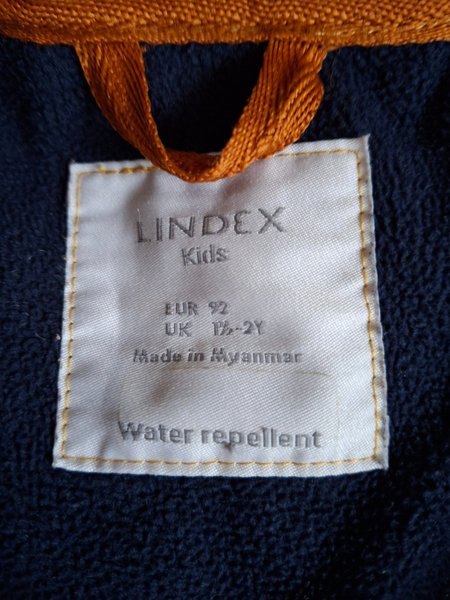 LINDEX
Kids
EUR 92
UK 1½-2Y
Made in Myanmar
Water repellent